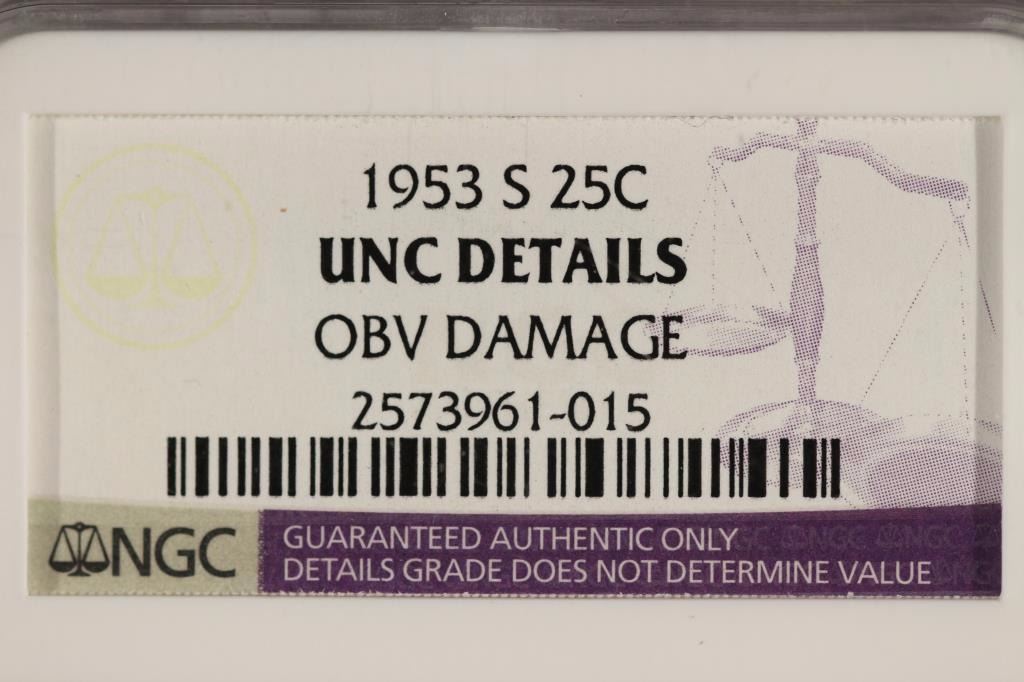 1953 S 25C
UNC DETAILS
OBV DAMAGE
2573961-015
NGC
GUARANTEED AUTHENTIC ONLY
DETAILS GRADE DOES NOT DETERMINE VALUE